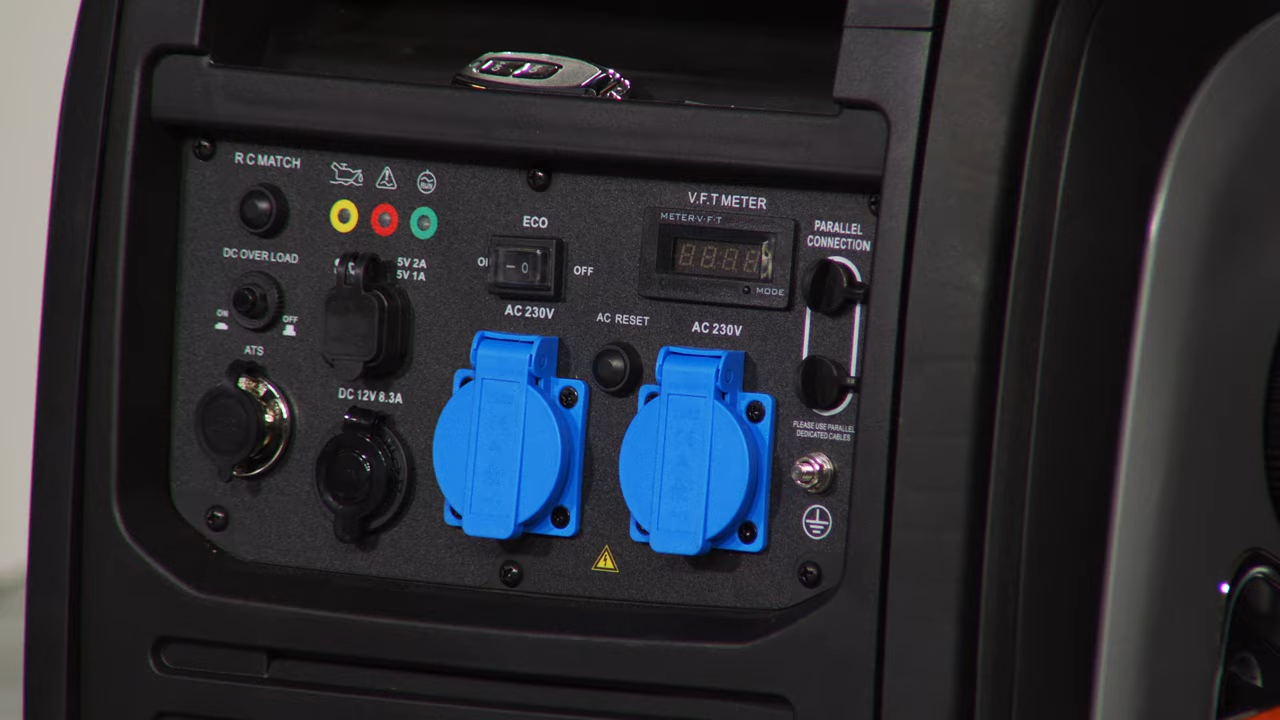 R C MATCH
RUN
V.F.T METER
METER·V·F·T
ECO
PARALLEL
CONNECTION
DC OVER LOAD
5V 2A
5V 1A
OFF
MODE
ON
OFF
AC 230V
AC RESET
AC 230V
ATS
DC 12V 8.3A
PLEASE USE PARALLEL
DEDICATED CABLES